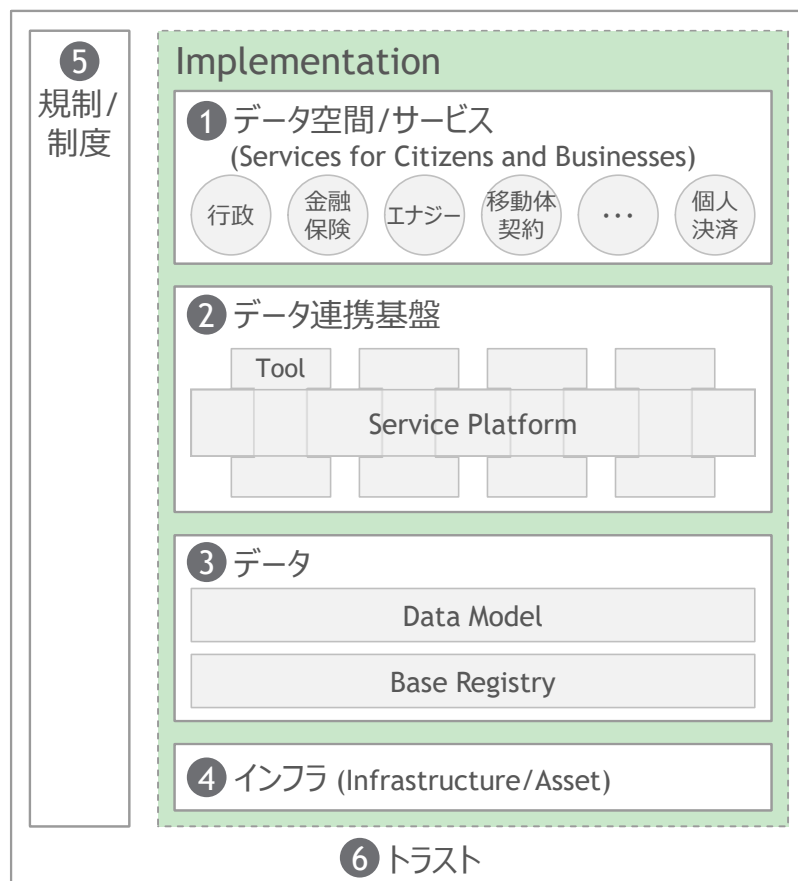 5
規制/
制度
Implementation
1 データ空間/サービス
(Services for Citizens and Businesses)
行政
金融
保険
エナジー
移動体
契約
・・・
個人
決済
2 データ連携基盤
Tool
Service Platform
3 データ
Data Model
Base Registry
4 インフラ (Infrastructure/Asset)
6 トラスト